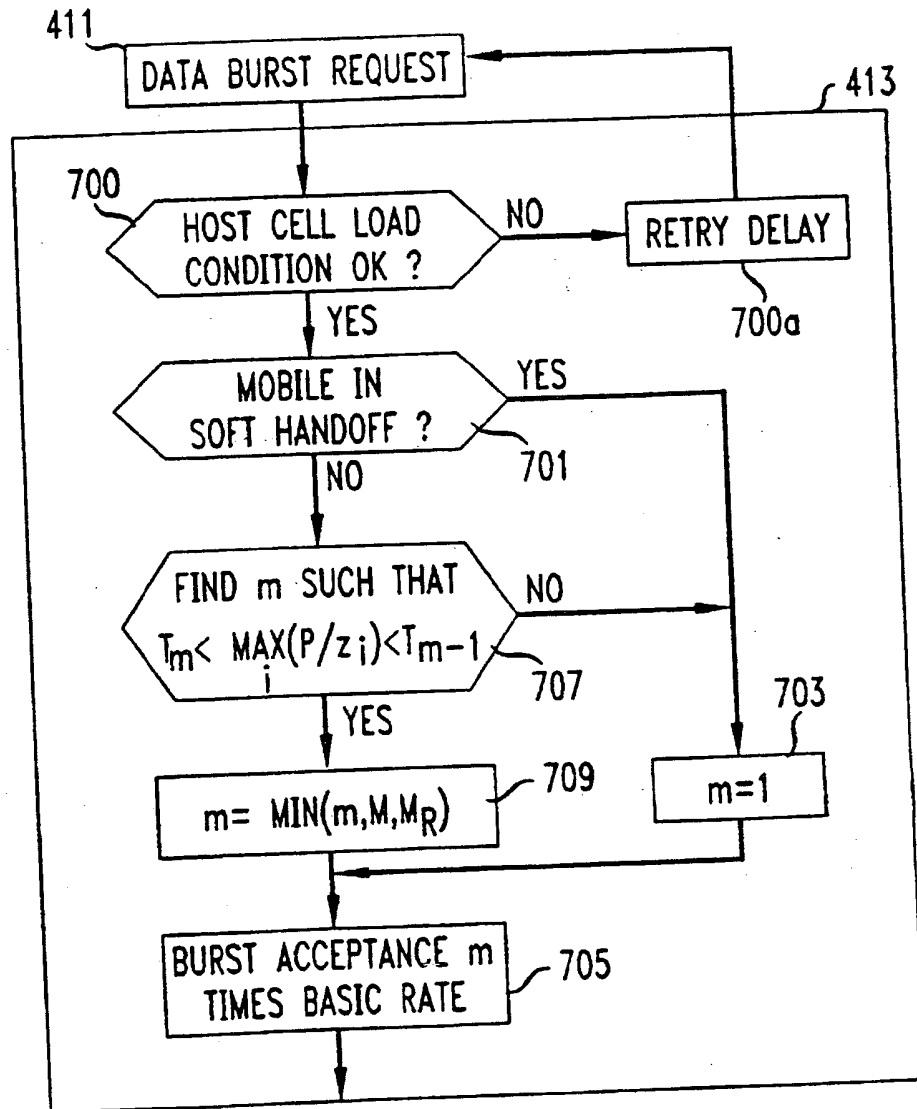 411
DATA BURST REQUEST
413
700
HOST CELL LOAD
CONDITION OK ?
NO
RETRY DELAY
700a
YES
MOBILE IN
SOFT HANDOFF ?
YES
701
NO
FIND m SUCH THAT
Tm< MAX(P/zi)<Tm-1
i
NO
707
YES
703
m= MIN(m,M,MR)
709
m=1
BURST ACCEPTANCE m
TIMES BASIC RATE
705